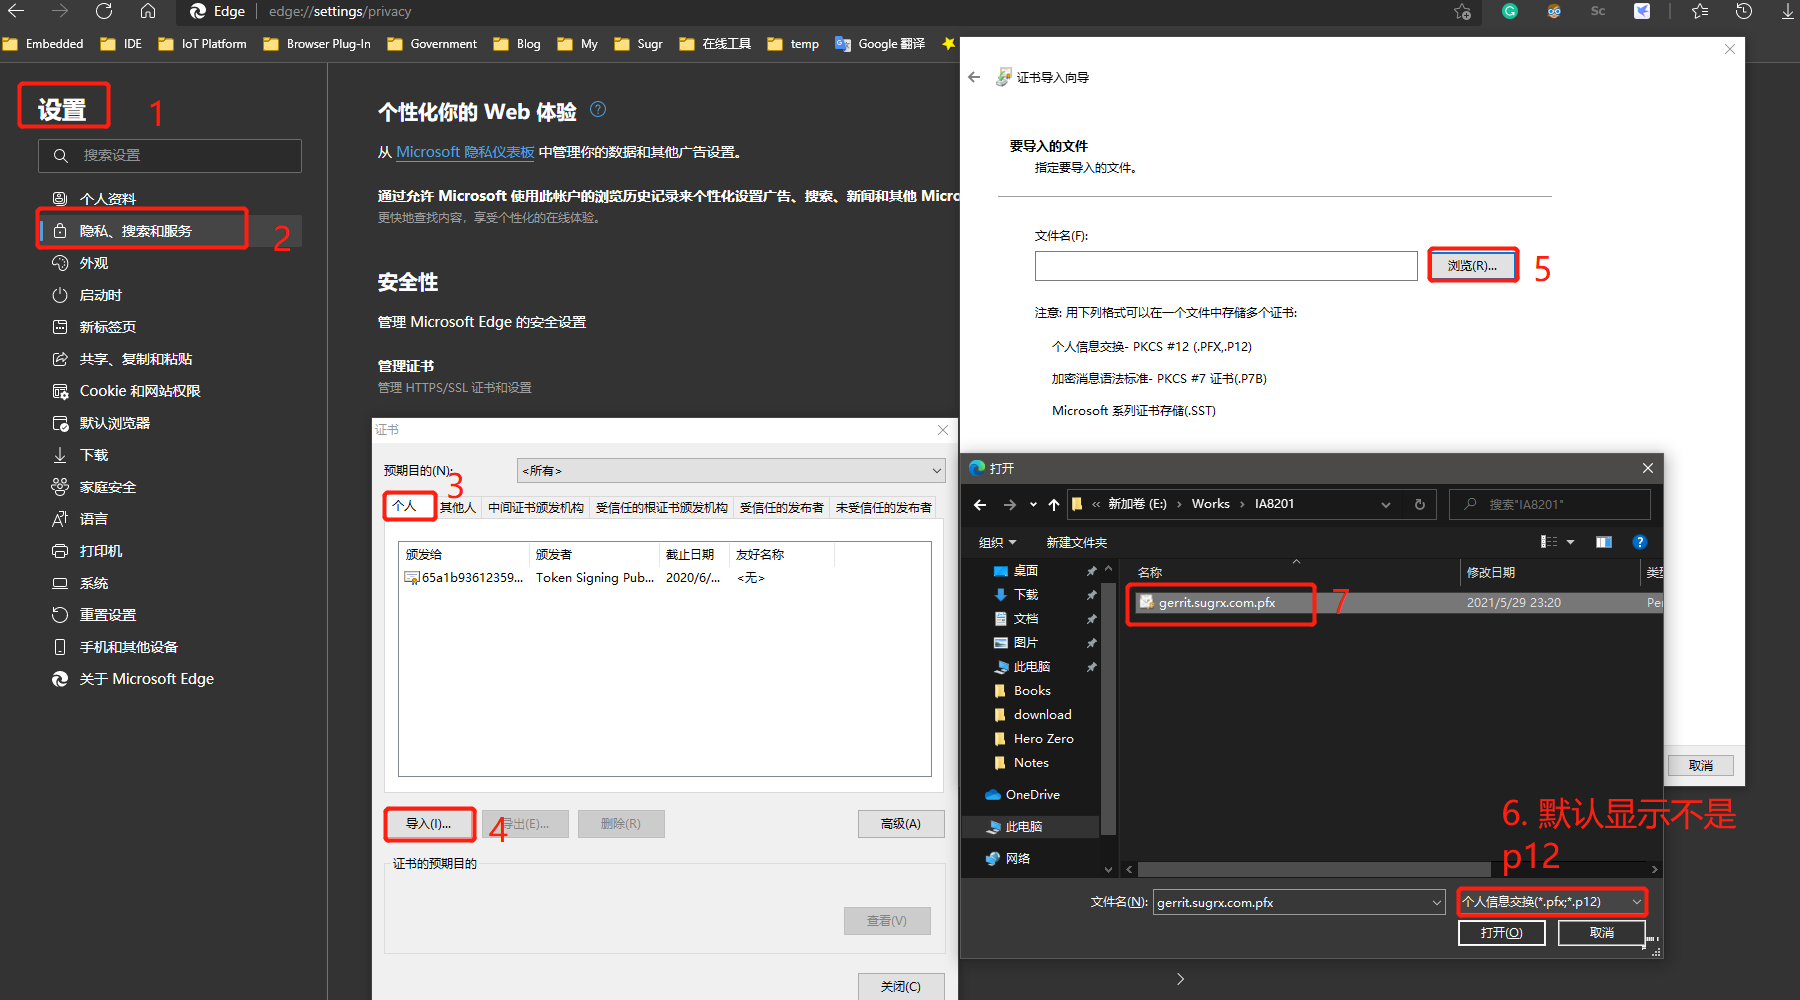 Edge
edge://settings/privacy
Sc
Embedded
IDE
IoT Platform
Browser Plug-In
Government
Blog
My
Sugr
在线工具
temp
Google 翻译
设置
1
搜索设置
个人资料
隐私、搜索和服务
2
外观
启动时
新标签页
共享、复制和粘贴
Cookie 和网站权限
默认浏览器
下载
家庭安全
语言
打印机
系统
重置设置
手机和其他设备
关于 Microsoft Edge
个性化你的 Web 体验
从 Microsoft 隐私仪表板 中管理你的数据和其他广告设置。
通过允许 Microsoft 使用此帐户的浏览历史记录来个性化设置广告、搜索、新闻和其他 Micro
更快地查找内容，享受个性化的在线体验。
安全性
管理 Microsoft Edge 的安全设置
管理证书
管理 HTTPS/SSL 证书和设置
证书
预期目的(N):
<所有>
3
个人
其他人
中间证书颁发机构
受信任的根证书颁发机构
受信任的发布者
未受信任的发布者
颁发给
颁发者
截止日期
友好名称
65a1b93612359...
Token Signing Pub...
2020/6/...
<无>
导入(I)...
4
导出(E)...
删除(R)
高级(A)
证书的预期目的
查看(V)
关闭(C)
证书导入向导
要导入的文件
指定要导入的文件。
文件名(F):
浏览(R)...
5
注意: 用下列格式可以在一个文件中存储多个证书:
个人信息交换- PKCS #12 (.PFX,.P12)
加密消息语法标准- PKCS #7 证书(.P7B)
Microsoft 系列证书存储(.SST)
取消
打开
« 新加卷 (E:) › Works › IA8201
搜索"IA8201"
组织
新建文件夹
名称
修改日期
类型
桌面
下载
文档
图片
此电脑
Books
download
Hero Zero
Notes
OneDrive
此电脑
网络
gerrit.sugrx.com.pfx
7
2021/5/29 23:20
Per
6. 默认显示不是
p12
文件名(N):
gerrit.sugrx.com.pfx
个人信息交换(*.pfx;*.p12)
打开(O)
取消